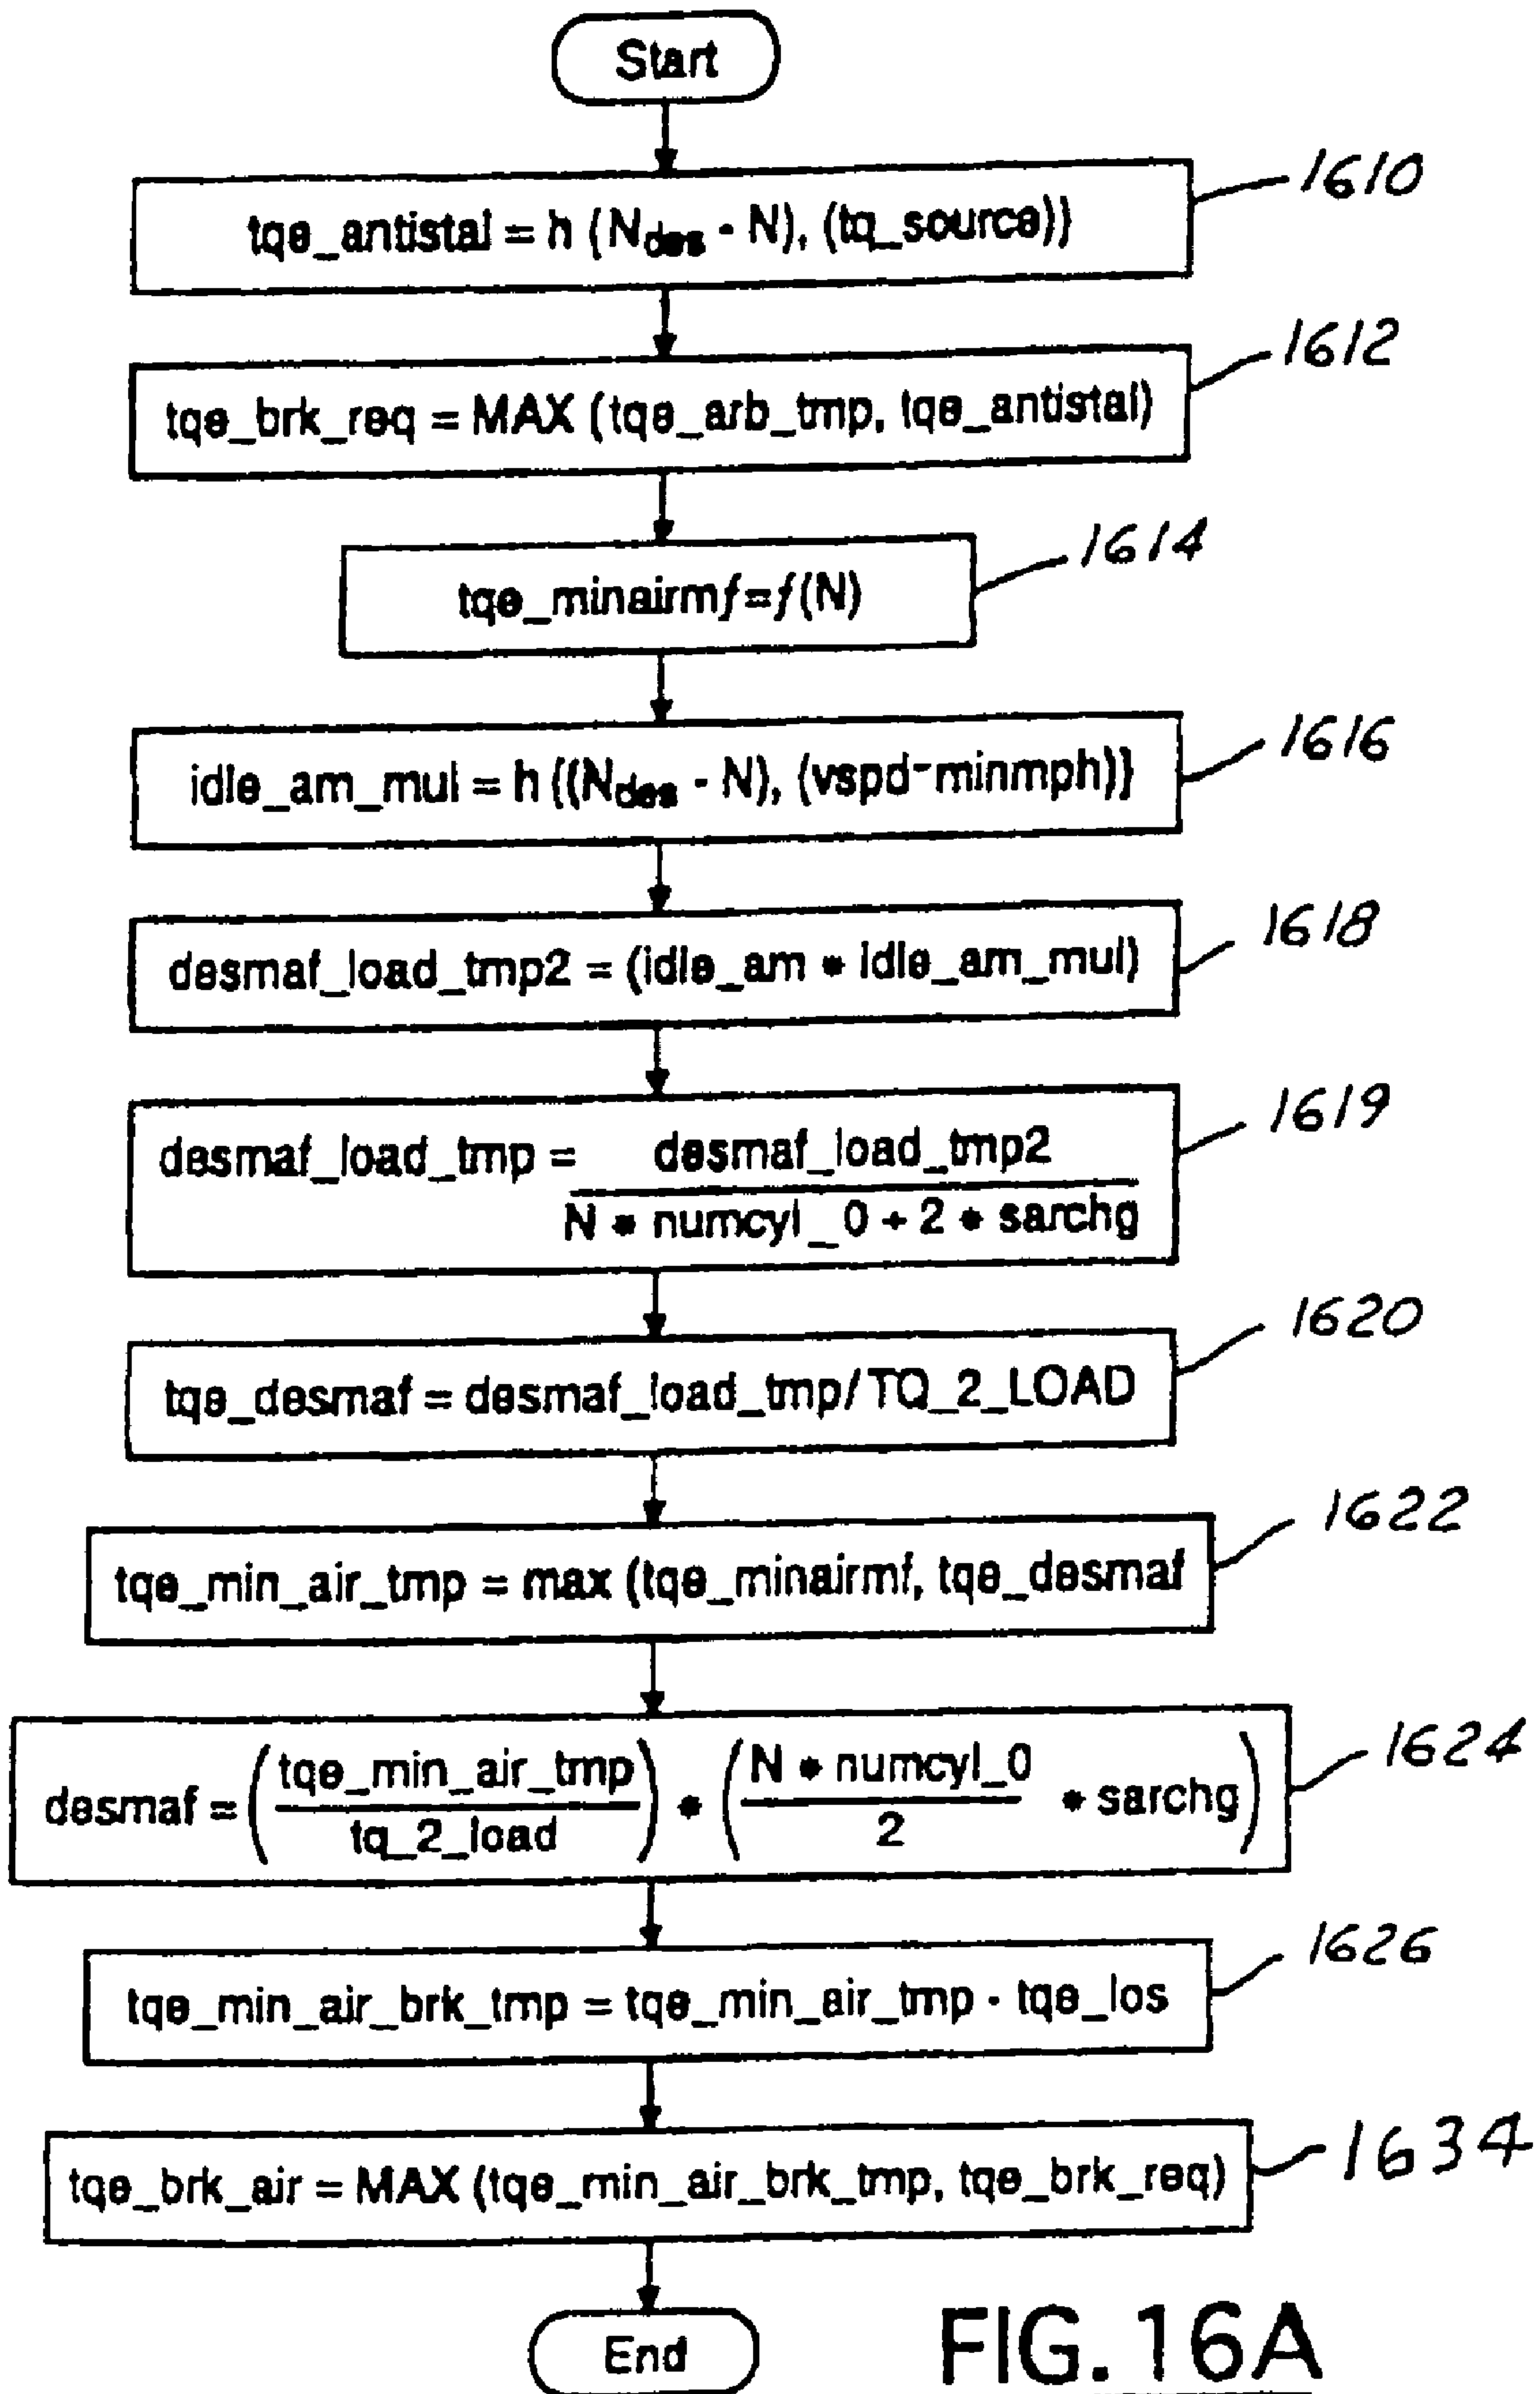 Start
tqe_antistal = h (N_des - N), (tq_source)}
1610
tqe_brk_req = MAX (tqe_arb_tmp, tqe_antistal)
1612
tqe_minairmf=f(N)
1614
idle_am_mul = h {(N_des - N), (vspd-minmph)}
1616
desmaf_load_tmp2 = (idle_am * idle_am_mul)
1618
desmaf_load_tmp = desmaf_load_tmp2
N * numcyl_0 ÷ 2 * sarchg
1619
tqe_desmaf = desmaf_load_tmp/TQ_2_LOAD
1620
tqe_min_air_tmp = max (tqe_minairmf, tqe_desmaf
1622
desmaf = (tqe_min_air_tmp / tq_2_load) * (N * numcyl_0 / 2 * sarchg)
1624
tqe_min_air_brk_tmp = tqe_min_air_tmp - tqe_los
1626
tqe_brk_air = MAX (tqe_min_air_brk_tmp, tqe_brk_req)
1634
End
FIG. 16A